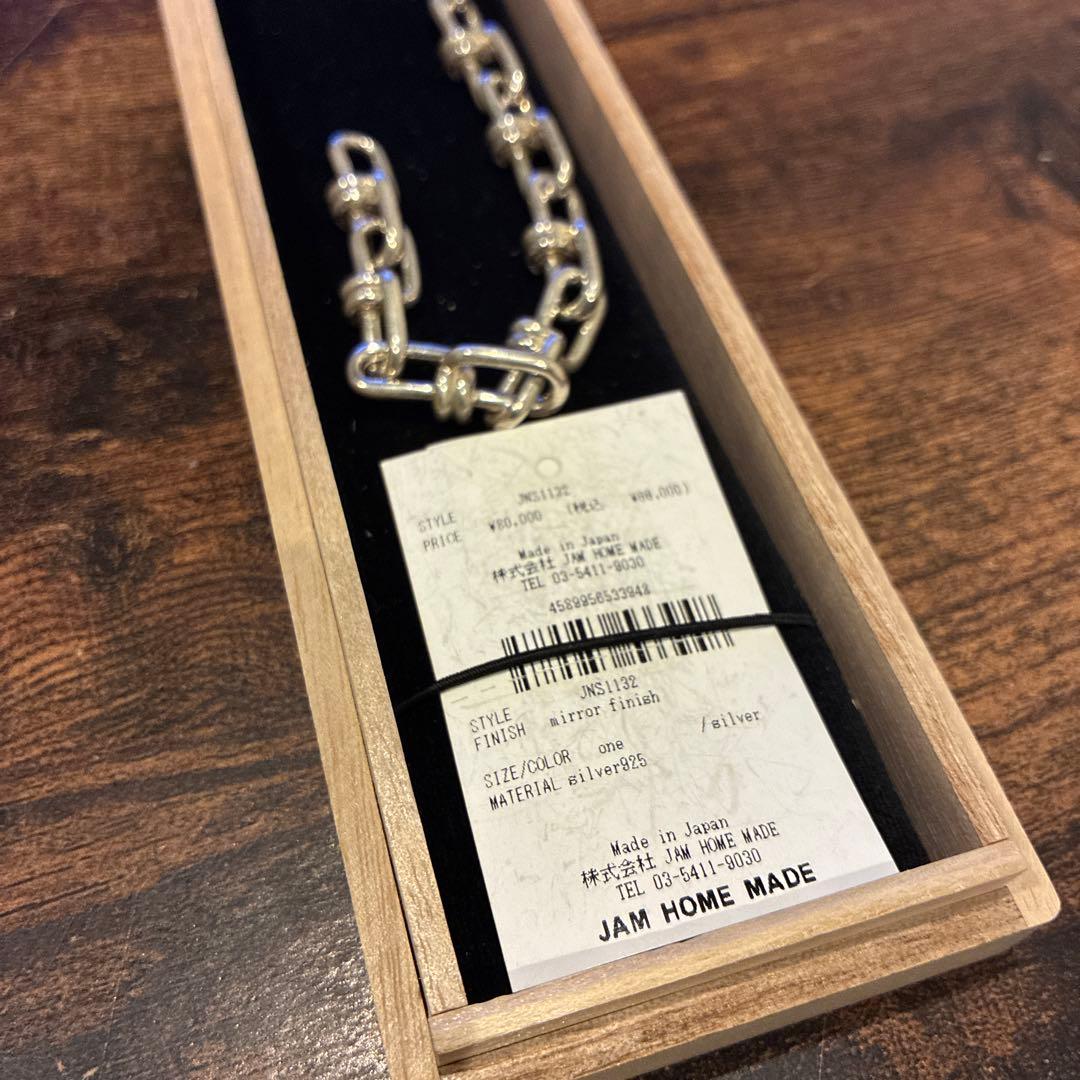 STYLE JNS1132
PRICE ¥80,000 (税込 ¥88,000)
Made in Japan
株式会社 JAM HOME MADE
TEL 03-5411-9030
4589956533948
STYLE JNS1132
FINISH mirror finish
SIZE/COLOR one /silver
MATERIAL silver925
Made in Japan
株式会社 JAM HOME MADE
TEL 03-5411-9030
JAM HOME MADE